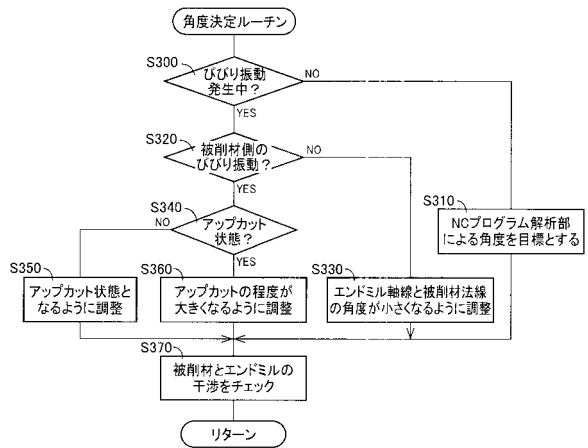 角度決定ルーチン
S300
びびり振動
発生中?
NO
YES
S320
被削材側の
びびり振動?
NO
YES
S340
アップカット
状態?
NO
YES
S310
NCプログラム解析部
による角度を目標とする
S350
アップカット状態と
なるように調整
S360
アップカットの程度が
大きくなるように調整
S330
エンドミル軸線と被削材法線
の角度が小さくなるように調整
S370
被削材とエンドミルの
干渉をチェック
リターン